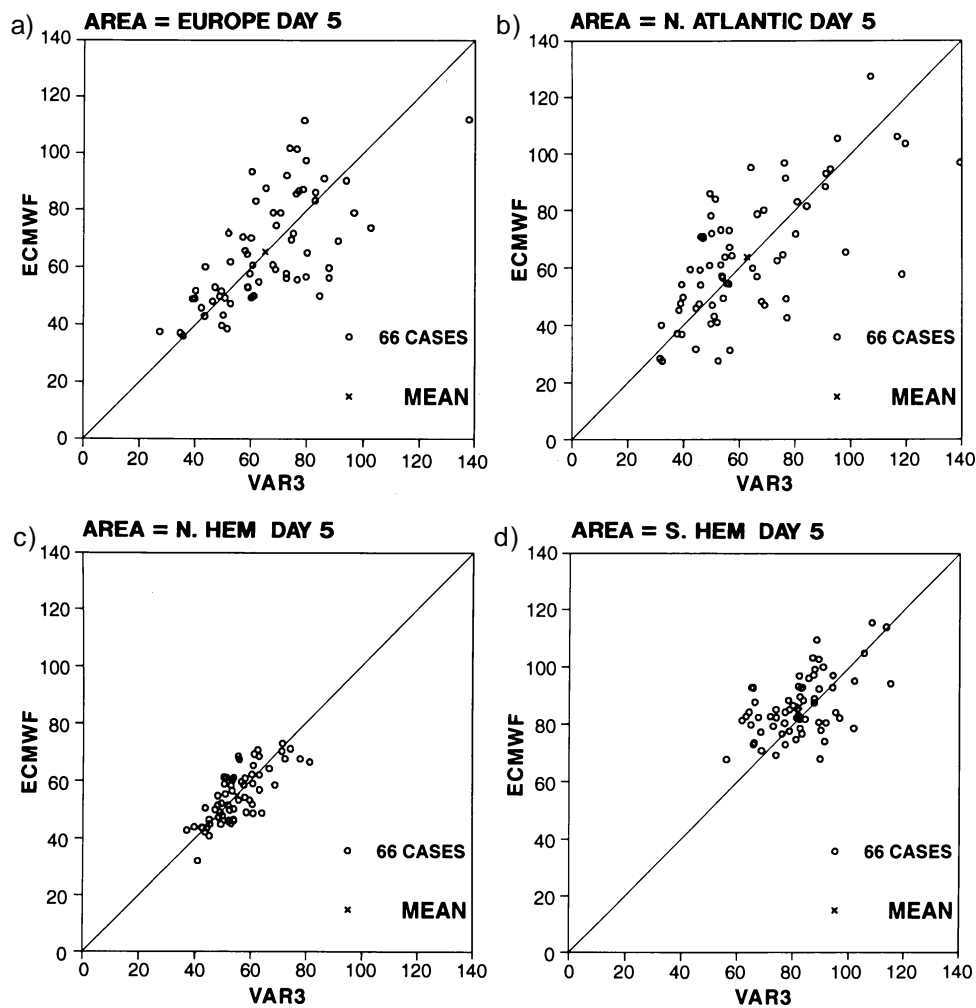 a) AREA = EUROPE DAY 5
140
120
100
80
60
40
20
0
ECMWF
66 CASES
MEAN
0 20 40 60 80 100 120 140
VAR3
b) AREA = N. ATLANTIC DAY 5
140
120
100
80
60
40
20
0
ECMWF
66 CASES
MEAN
0 20 40 60 80 100 120 140
VAR3
c) AREA = N. HEM DAY 5
140
120
100
80
60
40
20
0
ECMWF
66 CASES
MEAN
0 20 40 60 80 100 120 140
VAR3
d) AREA = S. HEM DAY 5
140
120
100
80
60
40
20
0
ECMWF
66 CASES
MEAN
0 20 40 60 80 100 120 140
VAR3